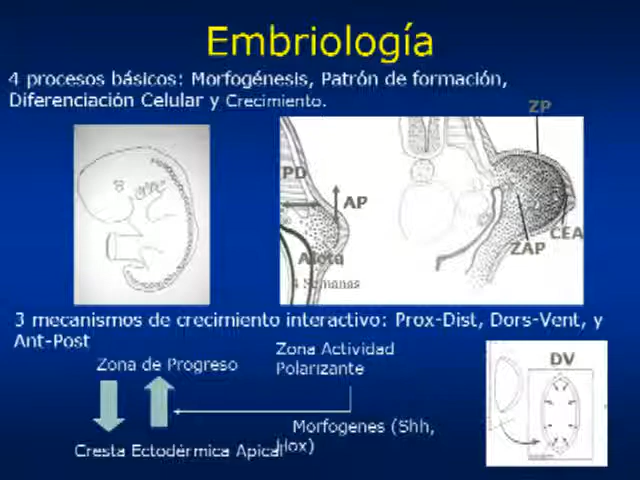 Embriología
4 procesos básicos: Morfogénesis, Patrón de formación,
Diferenciación Celular y Crecimiento.
ZP
PD
AP
CEA
ZAP
Aleta
4 Semanas
3 mecanismos de crecimiento interactivo: Prox-Dist, Dors-Vent, y
Ant-Post
Zona de Progreso
Zona Actividad
Polarizante
DV
Morfogenes (Shh,
Hox)
Cresta Ectodérmica Apical